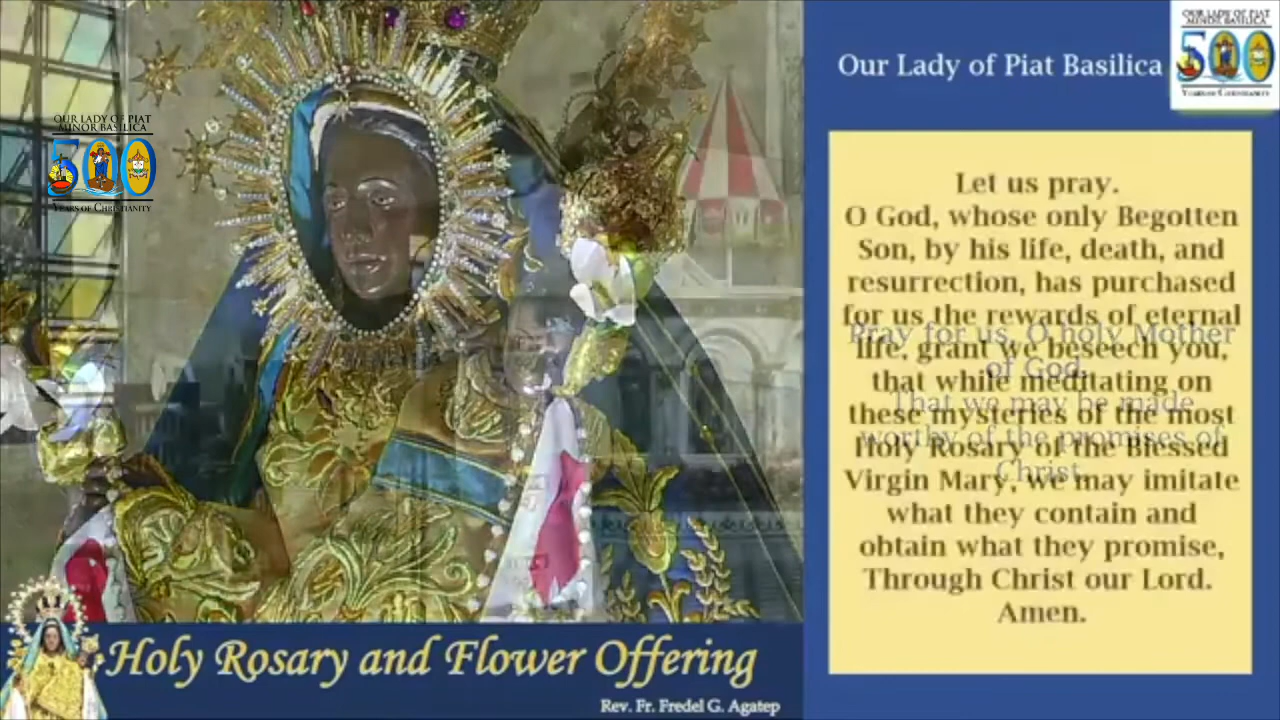 OUR LADY OF PIAT
MINOR BASILICA
500
YEARS OF CHRISTIANITY
Our Lady of Piat Basilica
OUR LADY OF PIAT
MINOR BASILICA
500
YEARS OF CHRISTIANITY
Let us pray.
O God, whose only Begotten
Son, by his life, death, and
resurrection, has purchased
for us the rewards of eternal
life, grant we beseech you,
that while meditating on
these mysteries of the most
Holy Rosary of the Blessed
Virgin Mary, we may imitate
what they contain and
obtain what they promise,
Through Christ our Lord.
Amen.
Pray for us, O holy Mother
of God.
That we may be made
worthy of the promises of
Christ.
Holy Rosary and Flower Offering
Rev. Fr. Fredel G. Agatep